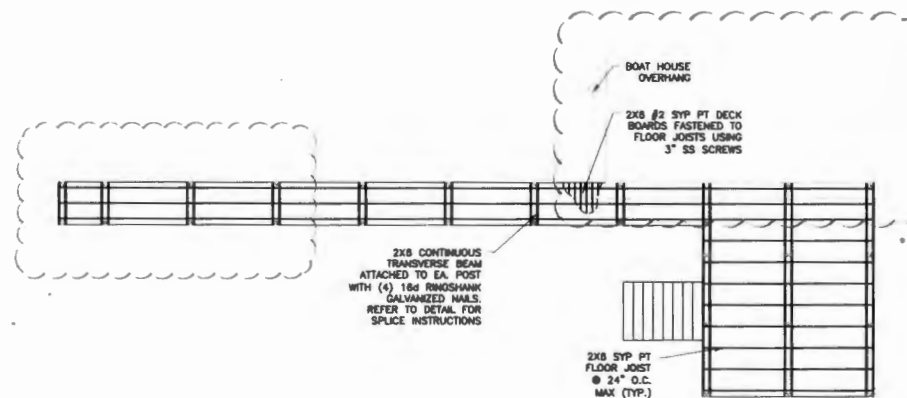 BOAT HOUSE
OVERHANG
2X6 #2 SYP PT DECK
BOARDS FASTENED TO
FLOOR JOISTS USING
3" SS SCREWS
2X8 CONTINUOUS
TRANSVERSE BEAM
ATTACHED TO EA. POST
WITH (4) 16d RINGSHANK
GALVANIZED NAILS.
REFER TO DETAIL FOR
SPLICE INSTRUCTIONS
2X8 SYP PT
FLOOR JOIST
@ 24" O.C.
MAX (TYP.)